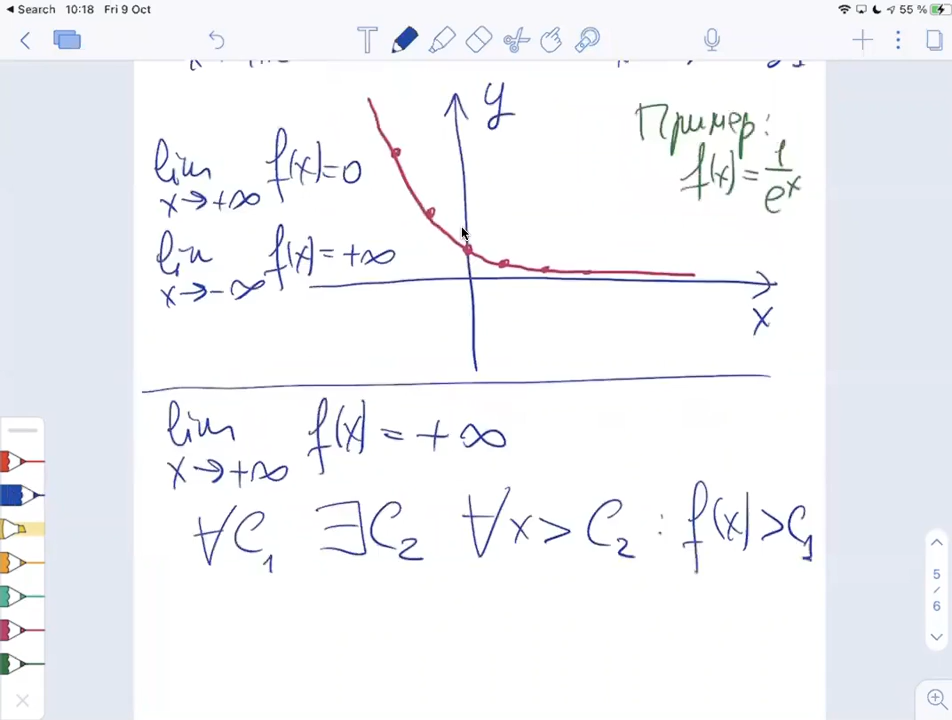 Search 10:18 Fri 9 Oct 55 %
y
Пример:
f(x)=1/e^x
lim x→+∞ f(x)=0
lim x→-∞ f(x)=+∞
x
lim x→+∞ f(x)=+∞
∀C₁ ∃C₂ ∀x>C₂ : f(x)>C₁
5
/
6